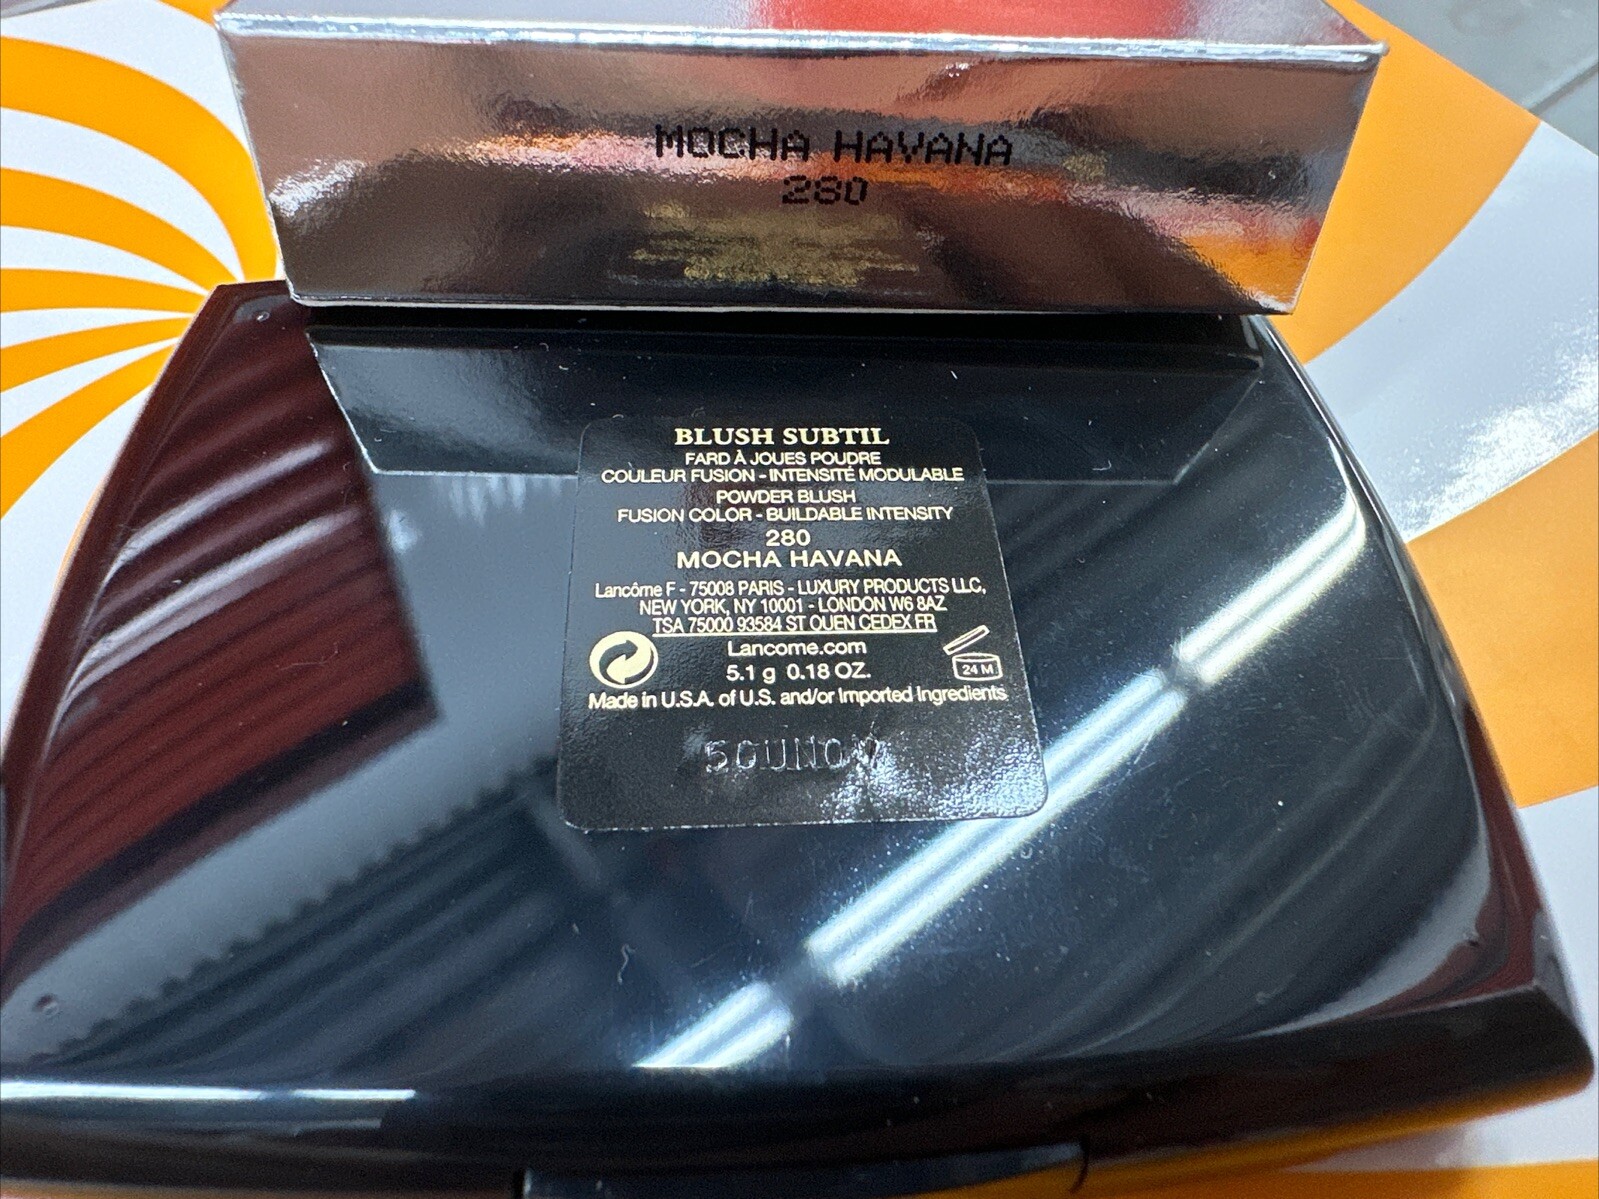 MOCHA HAVANA
280
BLUSH SUBTIL
FARD À JOUES POUDRE
COULEUR FUSION - INTENSITÉ MODULABLE
POWDER BLUSH
FUSION COLOR - BUILDABLE INTENSITY
280
MOCHA HAVANA
Lancôme F - 75008 PARIS - LUXURY PRODUCTS LLC,
NEW YORK, NY 10001 - LONDON W6 8AZ
TSA 75000 93584 ST OUEN CEDEX FR
Lancome.com
24 M
5.1 g 0.18 OZ.
Made in U.S.A. of U.S. and/or Imported Ingredients